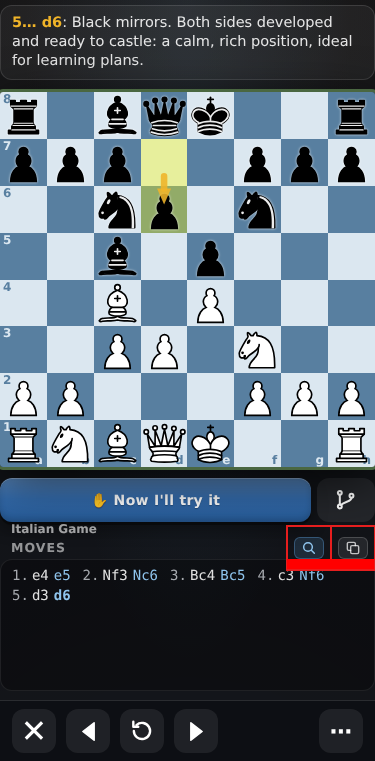 5... d6: Black mirrors. Both sides developed
and ready to castle: a calm, rich position, ideal
for learning plans.
8
7
6
5
4
3
2
1
e
f
g
Now I'll try it
Italian Game
MOVES
1. e4 e5 2. Nf3 Nc6 3. Bc4 Bc5 4. c3 Nf6
5. d3 d6